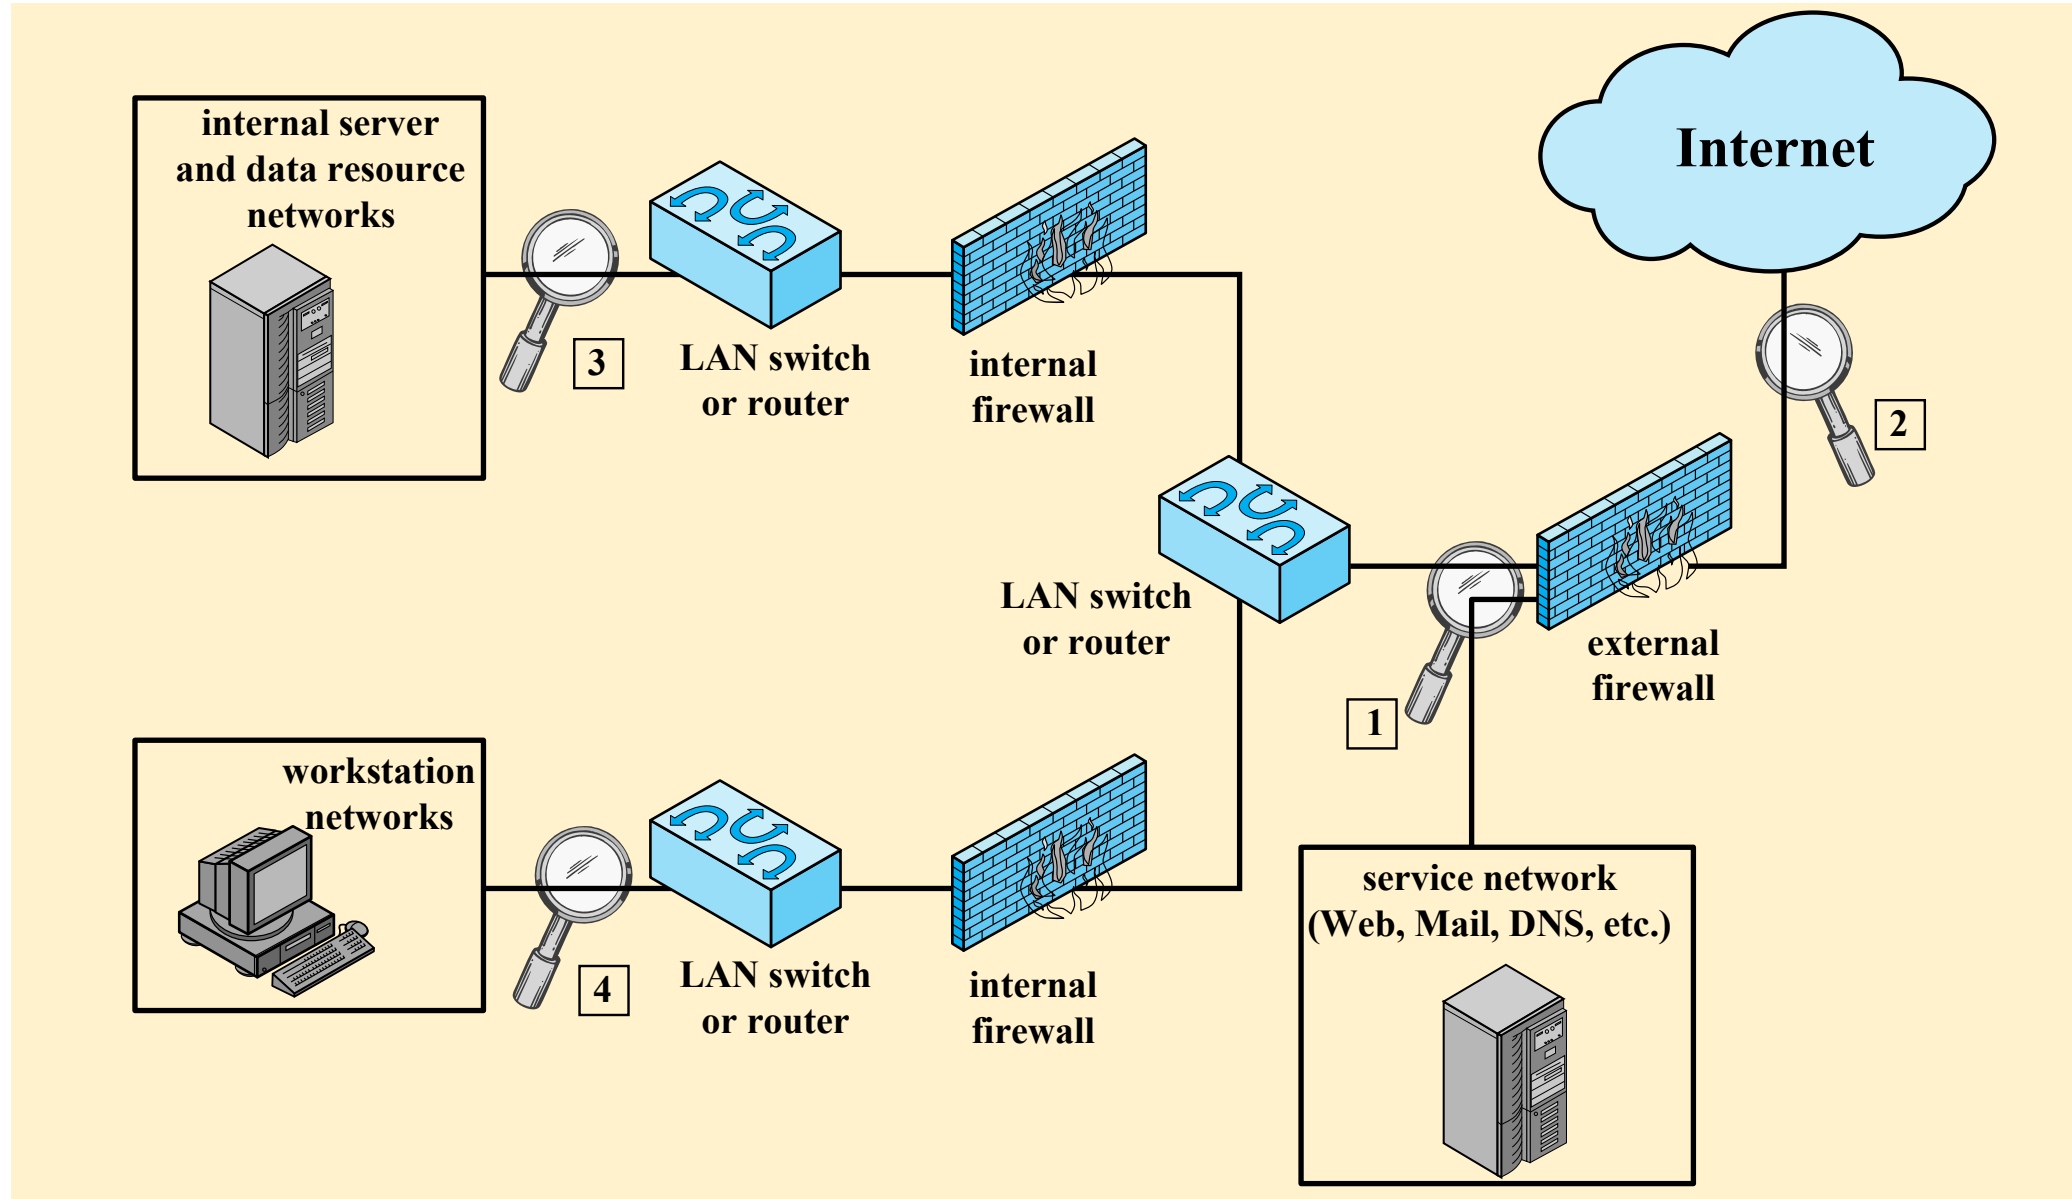 internal server
and data resource
networks
3
LAN switch
or router
internal
firewall
Internet
2
LAN switch
or router
1
external
firewall
workstation
networks
4
LAN switch
or router
internal
firewall
service network
(Web, Mail, DNS, etc.)